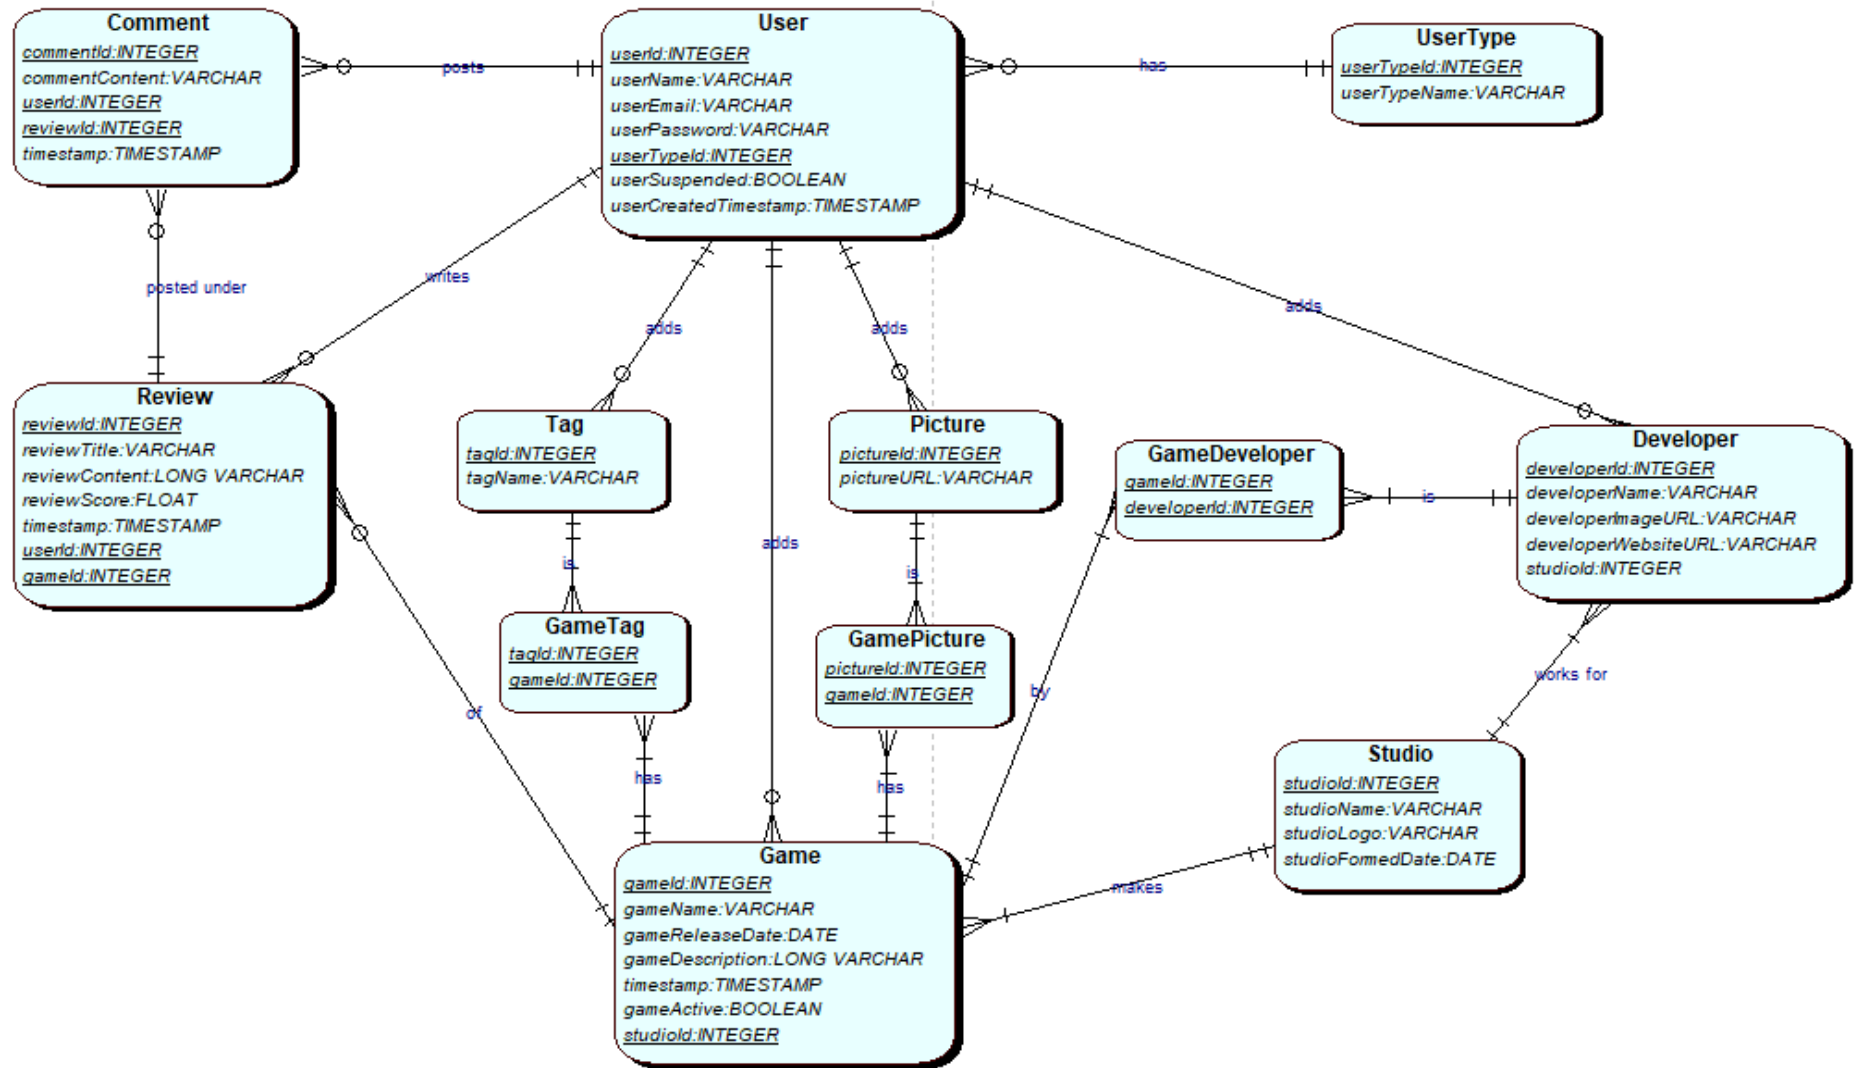 Comment
commentId:INTEGER
commentContent:VARCHAR
userId:INTEGER
reviewId:INTEGER
timestamp:TIMESTAMP
posts
User
userId:INTEGER
userName:VARCHAR
userEmail:VARCHAR
userPassword:VARCHAR
userTypeId:INTEGER
userSuspended:BOOLEAN
userCreatedTimestamp:TIMESTAMP
has
UserType
userTypeId:INTEGER
userTypeName:VARCHAR
posted under
writes
adds
adds
adds
Review
reviewId:INTEGER
reviewTitle:VARCHAR
reviewContent:LONG VARCHAR
reviewScore:FLOAT
timestamp:TIMESTAMP
userId:INTEGER
gameId:INTEGER
Tag
tagId:INTEGER
tagName:VARCHAR
Picture
pictureId:INTEGER
pictureURL:VARCHAR
GameDeveloper
gameId:INTEGER
developerId:INTEGER
is
Developer
developerId:INTEGER
developerName:VARCHAR
developerImageURL:VARCHAR
developerWebsiteURL:VARCHAR
studioId:INTEGER
adds
is
is
GameTag
tagId:INTEGER
gameId:INTEGER
GamePicture
pictureId:INTEGER
gameId:INTEGER
of
by
works for
has
has
Studio
studioId:INTEGER
studioName:VARCHAR
studioLogo:VARCHAR
studioFormedDate:DATE
makes
Game
gameId:INTEGER
gameName:VARCHAR
gameReleaseDate:DATE
gameDescription:LONG VARCHAR
timestamp:TIMESTAMP
gameActive:BOOLEAN
studioId:INTEGER